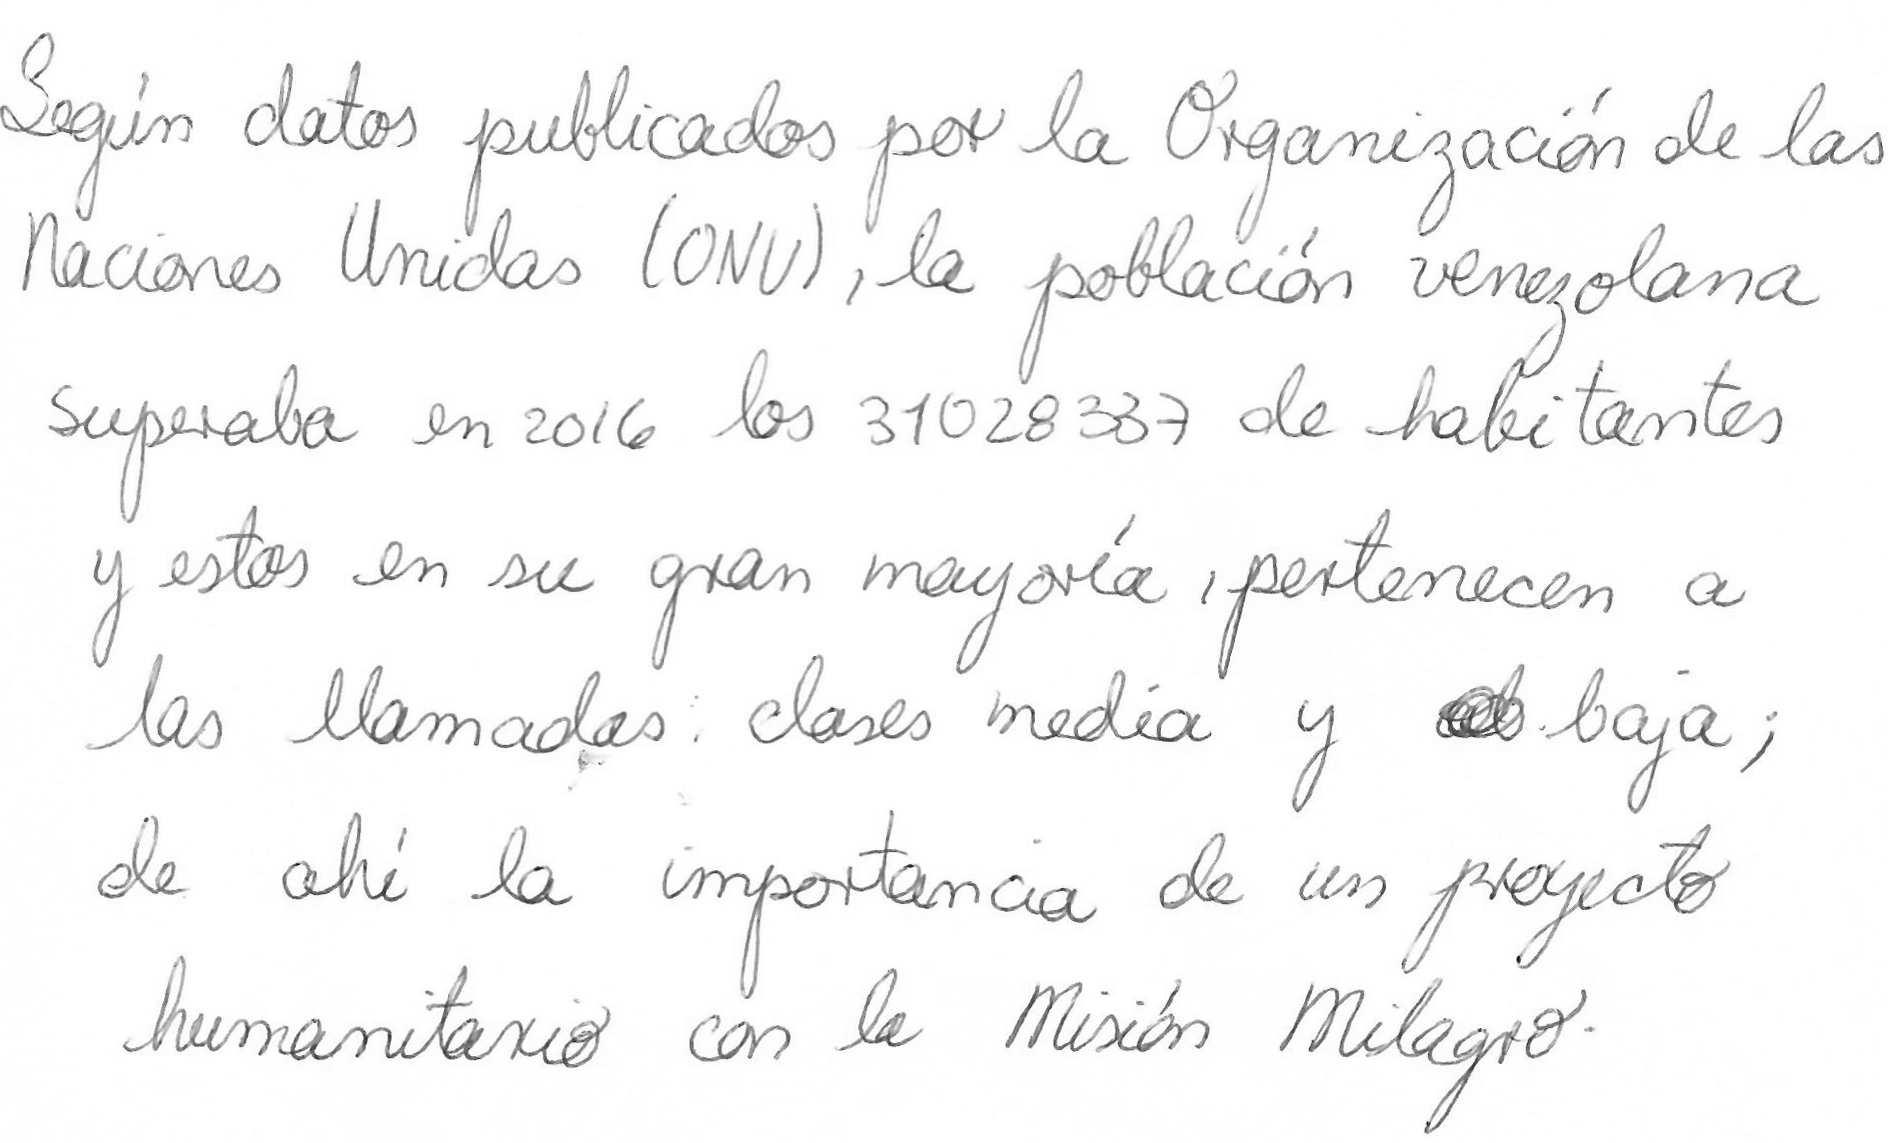 Según datos publicados por la Organización de las
Naciones Unidas (ONU), la población venezolana
superaba en 2016 los 31028337 de habitantes
y estos en su gran mayoría, pertenecen a
las llamadas: clases media y baja;
de ahí la importancia de un proyecto
humanitario con la Misión Milagro.